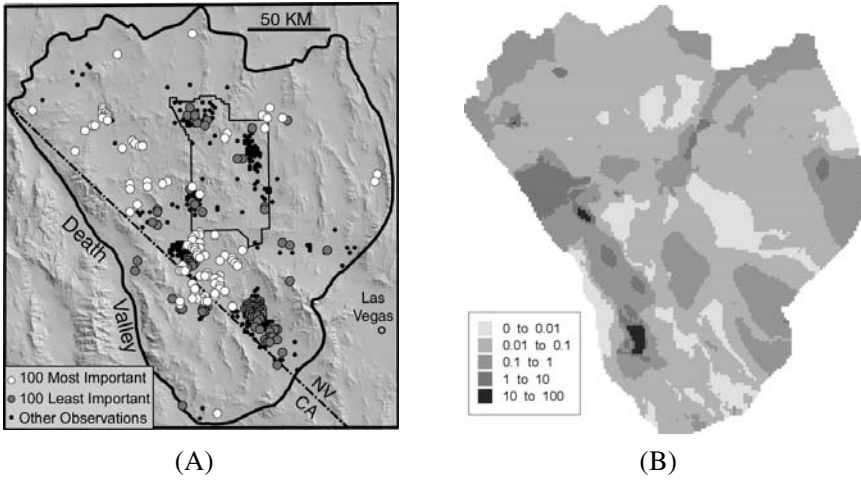 50 KM
Death
Valley
Las
Vegas
NV
CA
100 Most Important
100 Least Important
Other Observations
(A)
0 to 0.01
0.01 to 0.1
0.1 to 1
1 to 10
10 to 100
(B)